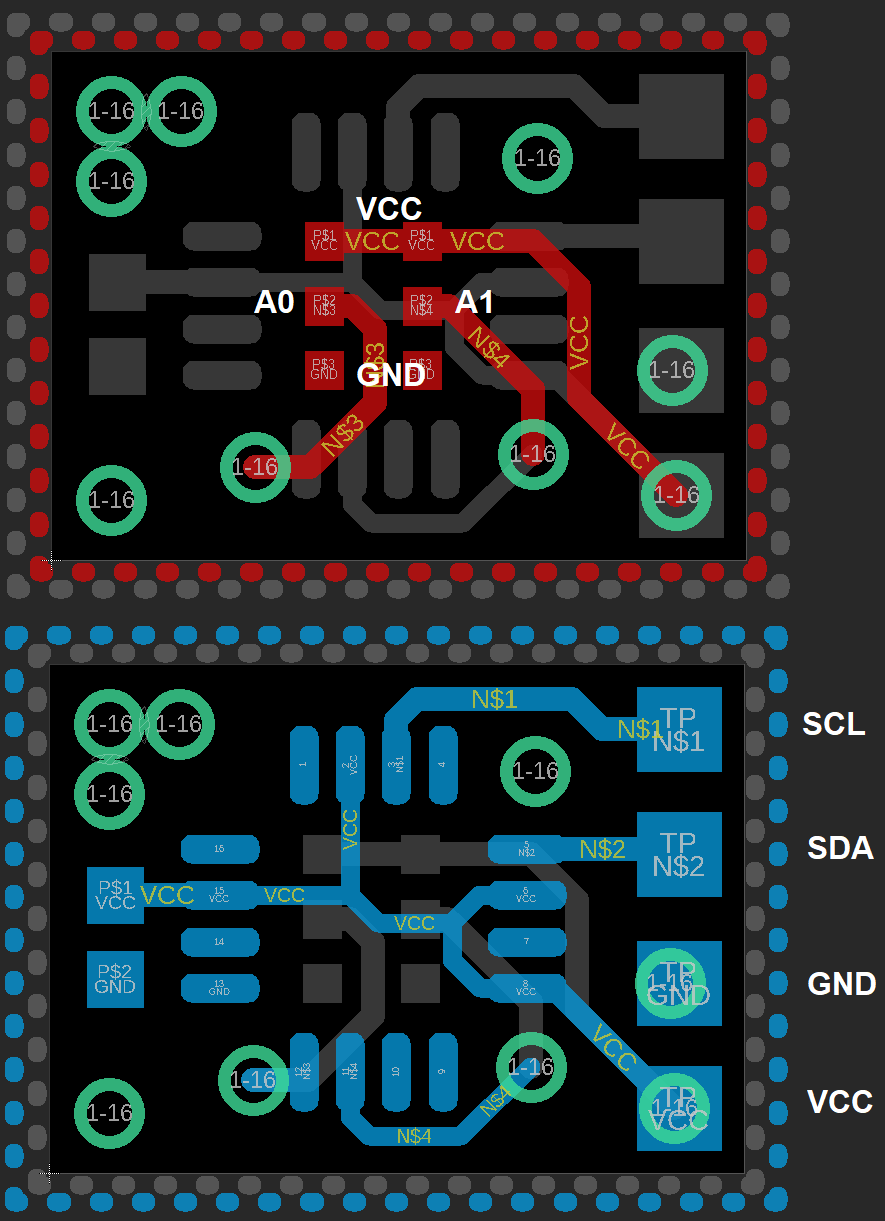 1-16 1-16
1-16
1-16
VCC
P$1
VCC
VCC
P$1
VCC
VCC
A0
P$2
N$3
P$2
N$4
A1
N$4
VCC
P$3
GND
N$3
GND
P$3
GND
1-16
N$3
VCC
1-16
1-16
1-16
1-16
N$1
TP
N$1
N$1
SCL
1-16 1-16
1-16
1
2
VCC
3
N$1
4
1-16
VCC
16
5
N$2
N$2
TP
N$2
SDA
P$1
VCC
VCC
15
VCC
VCC
VCC
6
VCC
14
7
P$2
GND
13
GND
8
VCC
TP
1-16
GND
GND
VCC
1-16
12
N$3
11
N$4
10
9
1-16
N$4
TP
1-16
VCC
VCC
1-16
N$4